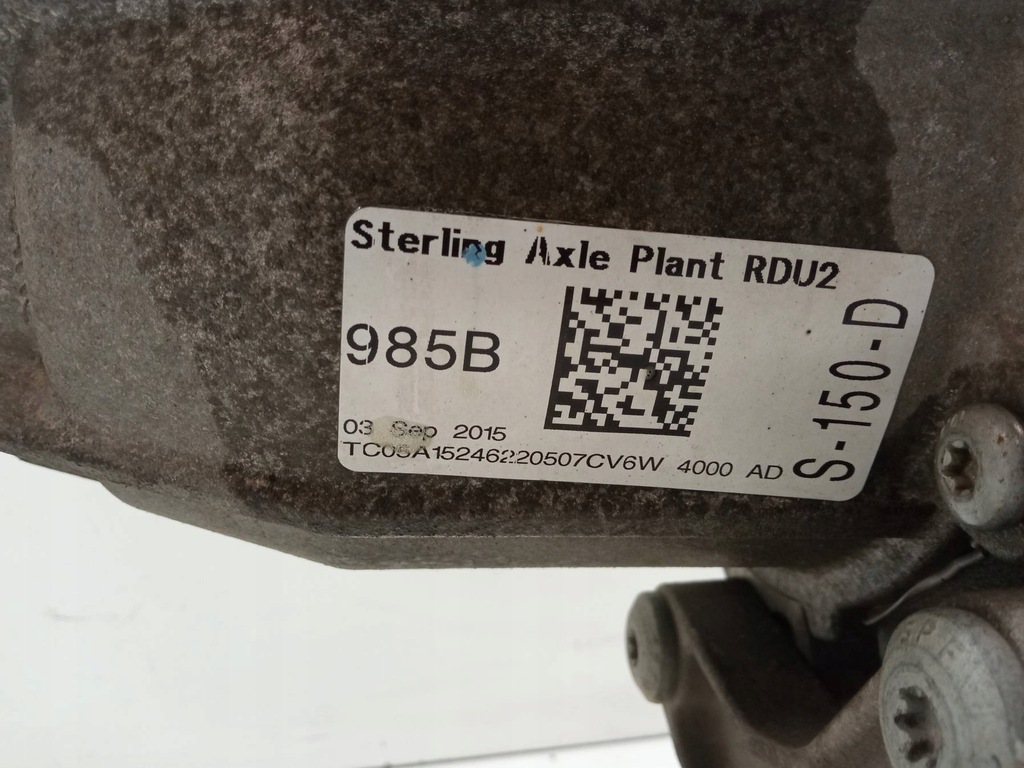 Sterling Axle Plant RDU2
985B
S-150-D
03 Sep 2015
TC05A15246220507CV6W 4000 AD